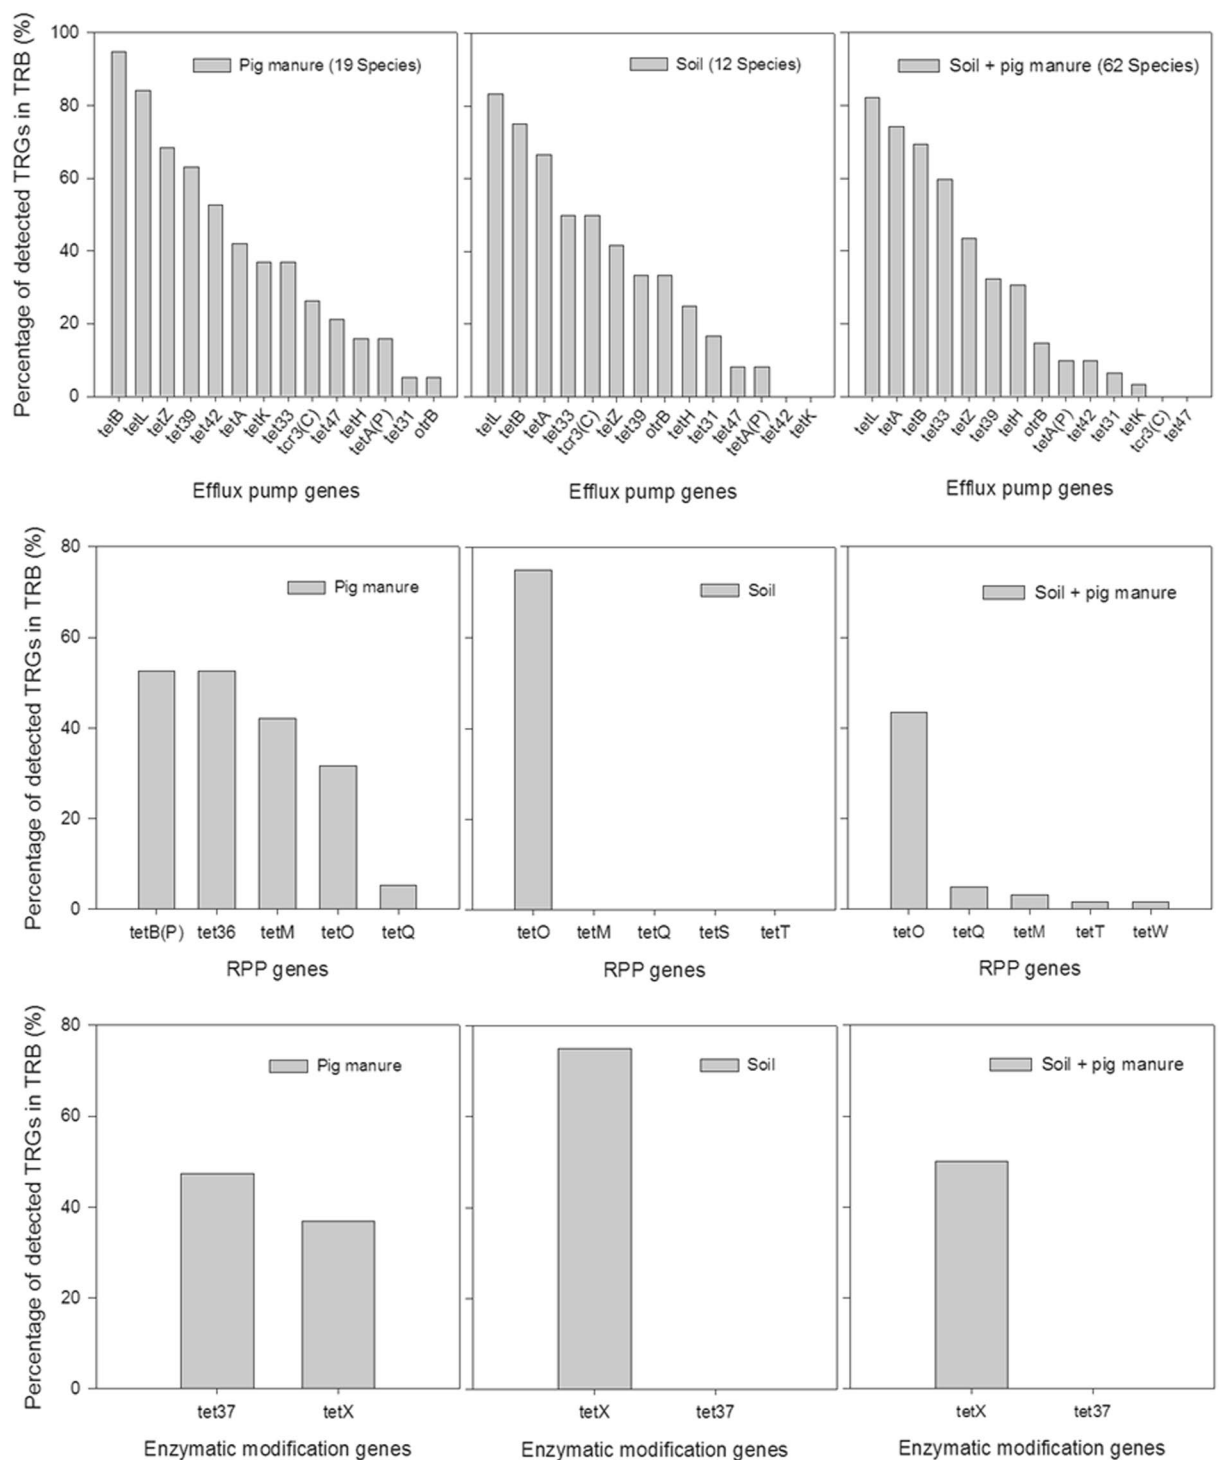 Percentage of detected TRGs in TRB (%)
100
80
60
40
20
0
Pig manure (19 Species)
tetB
tetL
tetZ
tet39
tet42
tetA
tetK
tet33
tcr3(C)
tet47
tetH
tetA(P)
tet31
otrB
Efflux pump genes
Soil (12 Species)
tetL
tetB
tetA
tet33
tcr3(C)
tetZ
tet39
otrB
tetH
tet31
tet47
tetA(P)
tet42
tetK
Efflux pump genes
Soil + pig manure (62 Species)
tetL
tetA
tetB
tet33
tetZ
tet39
tetH
otrB
tetA(P)
tet42
tet31
tetK
tcr3(C)
tet47
Efflux pump genes
Percentage of detected TRGs in TRB (%)
80
60
40
20
0
Pig manure
tetB(P) tet36 tetM tetO tetQ
RPP genes
Soil
tetO tetM tetQ tetS tetT
RPP genes
Soil + pig manure
tetO tetQ tetM tetT tetW
RPP genes
Percentage of detected TRGs in TRB (%)
80
60
40
20
0
Pig manure
tet37 tetX
Enzymatic modification genes
Soil
tetX tet37
Enzymatic modification genes
Soil + pig manure
tetX tet37
Enzymatic modification genes